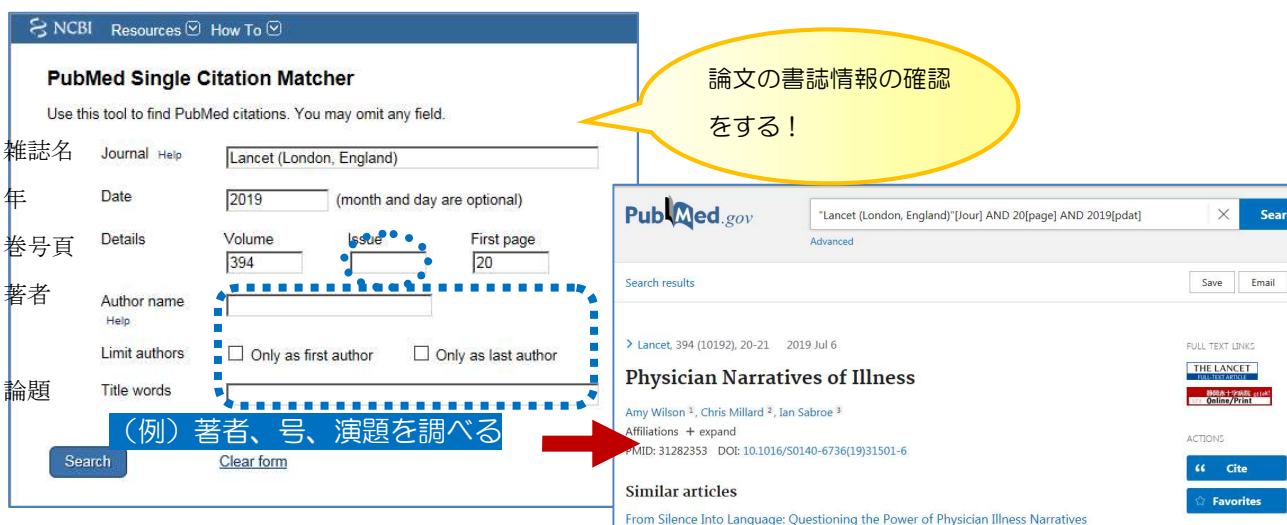 NCBI Resources How To
PubMed Single Citation Matcher
Use this tool to find PubMed citations. You may omit any field.
雑誌名 Journal Help Lancet (London, England)
年 Date 2019 (month and day are optional)
巻号頁 Details Volume Issue First page
394 20
著者 Author name
Help
Limit authors Only as first author Only as last author
論題 Title words
(例)著者、号、演題を調べる
Search Clear form
論文の書誌情報の確認
をする!
PubMed.gov "Lancet (London, England)"[Jour] AND 20[page] AND 2019[pdat] × Sear
Advanced
Search results Save Email
> Lancet, 394 (10192), 20-21 2019 Jul 6
Physician Narratives of Illness
Amy Wilson 1, Chris Millard 2, Ian Sabroe 3
Affiliations + expand
PMID: 31282353 DOI: 10.1016/S0140-6736(19)31501-6
Similar articles
From Silence Into Language: Questioning the Power of Physician Illness Narratives
FULL TEXT LINKS
THE LANCET
FULL-TEXT ARTICLE
Online/Print
ACTIONS
Cite
Favorites